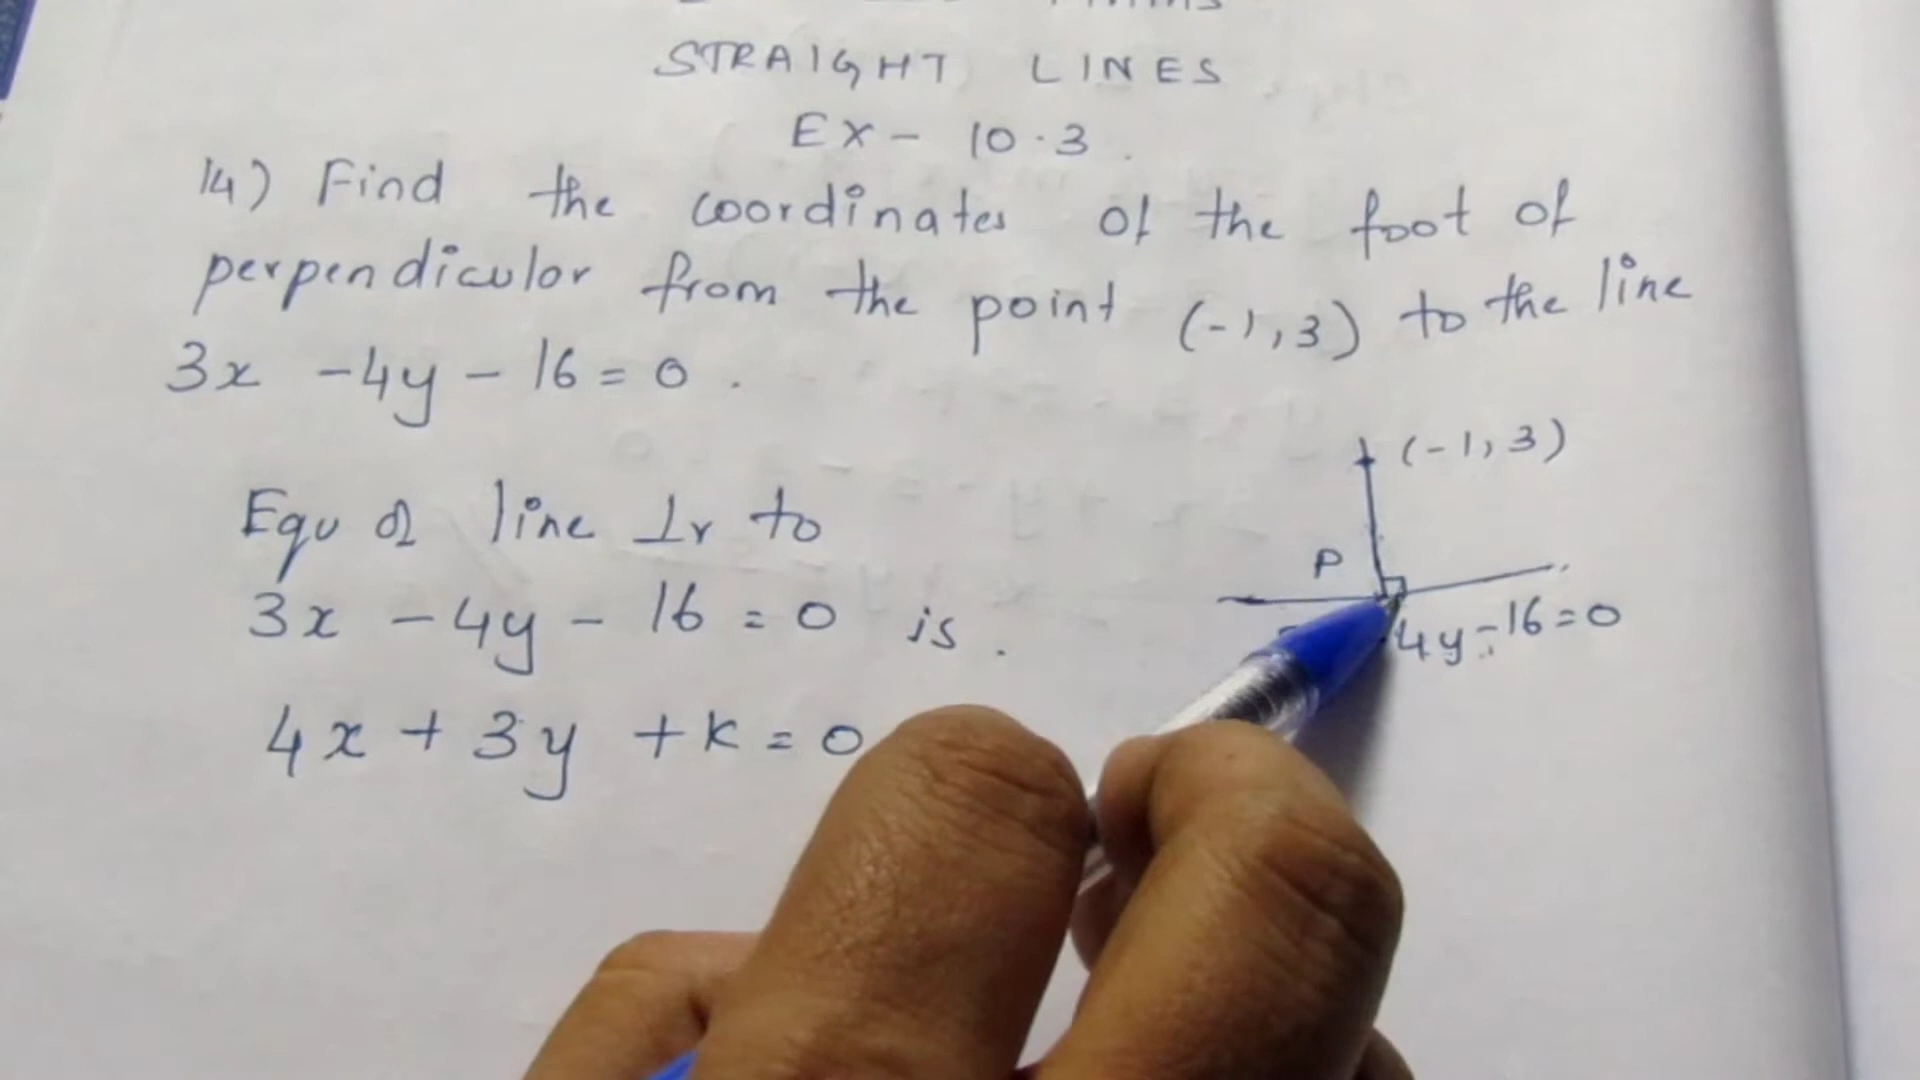 STRAIGHT LINES
EX - 10.3.
14) Find the coordinates of the foot of
perpendiculor from the point (-1,3) to the line
3x - 4y - 16 = 0.
Equ of line ⊥r to
3x - 4y - 16 = 0 is.
4x + 3y + k = 0
(-1, 3)
P
4y - 16 = 0